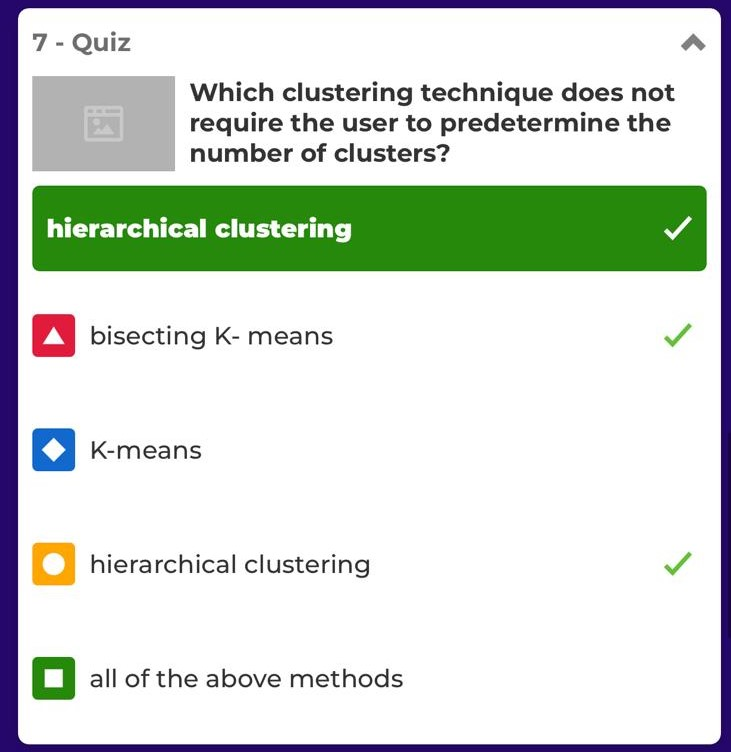 7 - Quiz
Which clustering technique does not
require the user to predetermine the
number of clusters?
hierarchical clustering
bisecting K- means
K-means
hierarchical clustering
all of the above methods